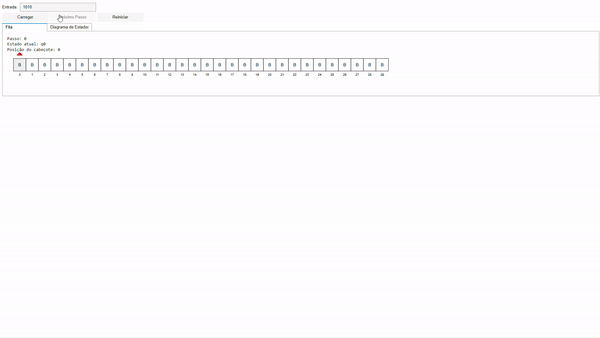 Entrada: 1010
Carregar Próximo Passo Reiniciar
Fita Diagrama de Estados
Passo: 0
Estado atual: q0
Posição do cabeçote: 0
B B B B B B B B B B B B B B B B B B B B B B B B B B B B B B
0 1 2 3 4 5 6 7 8 9 10 11 12 13 14 15 16 17 18 19 20 21 22 23 24 25 26 27 28 29